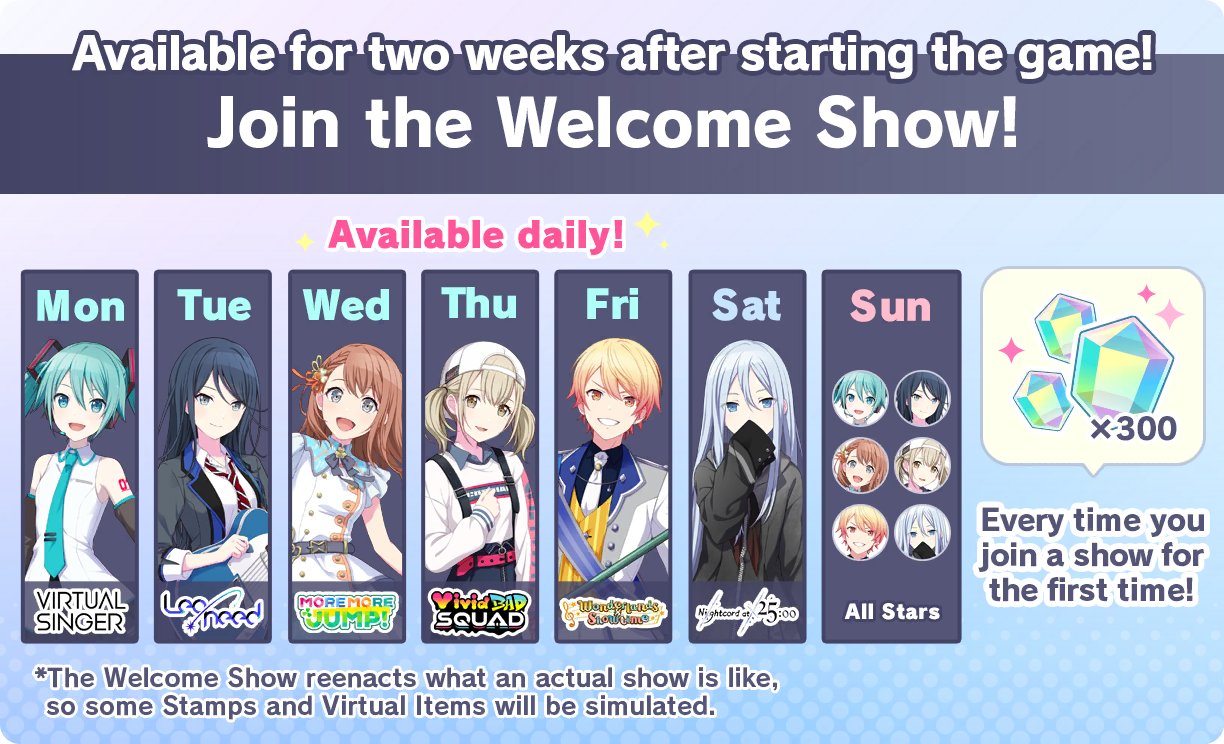 Available for two weeks after starting the game!
Join the Welcome Show!
Available daily!
Mon
Tue
Wed
Thu
Fri
Sat
Sun
VIRTUAL
SINGER
Leo/need
MORE MORE
JUMP!
Vivid BAD
SQUAD
Wonderlands
Showtime
Nightcord at 25:00
All Stars
01
×300
Every time you
join a show for
the first time!
*The Welcome Show reenacts what an actual show is like,
so some Stamps and Virtual Items will be simulated.